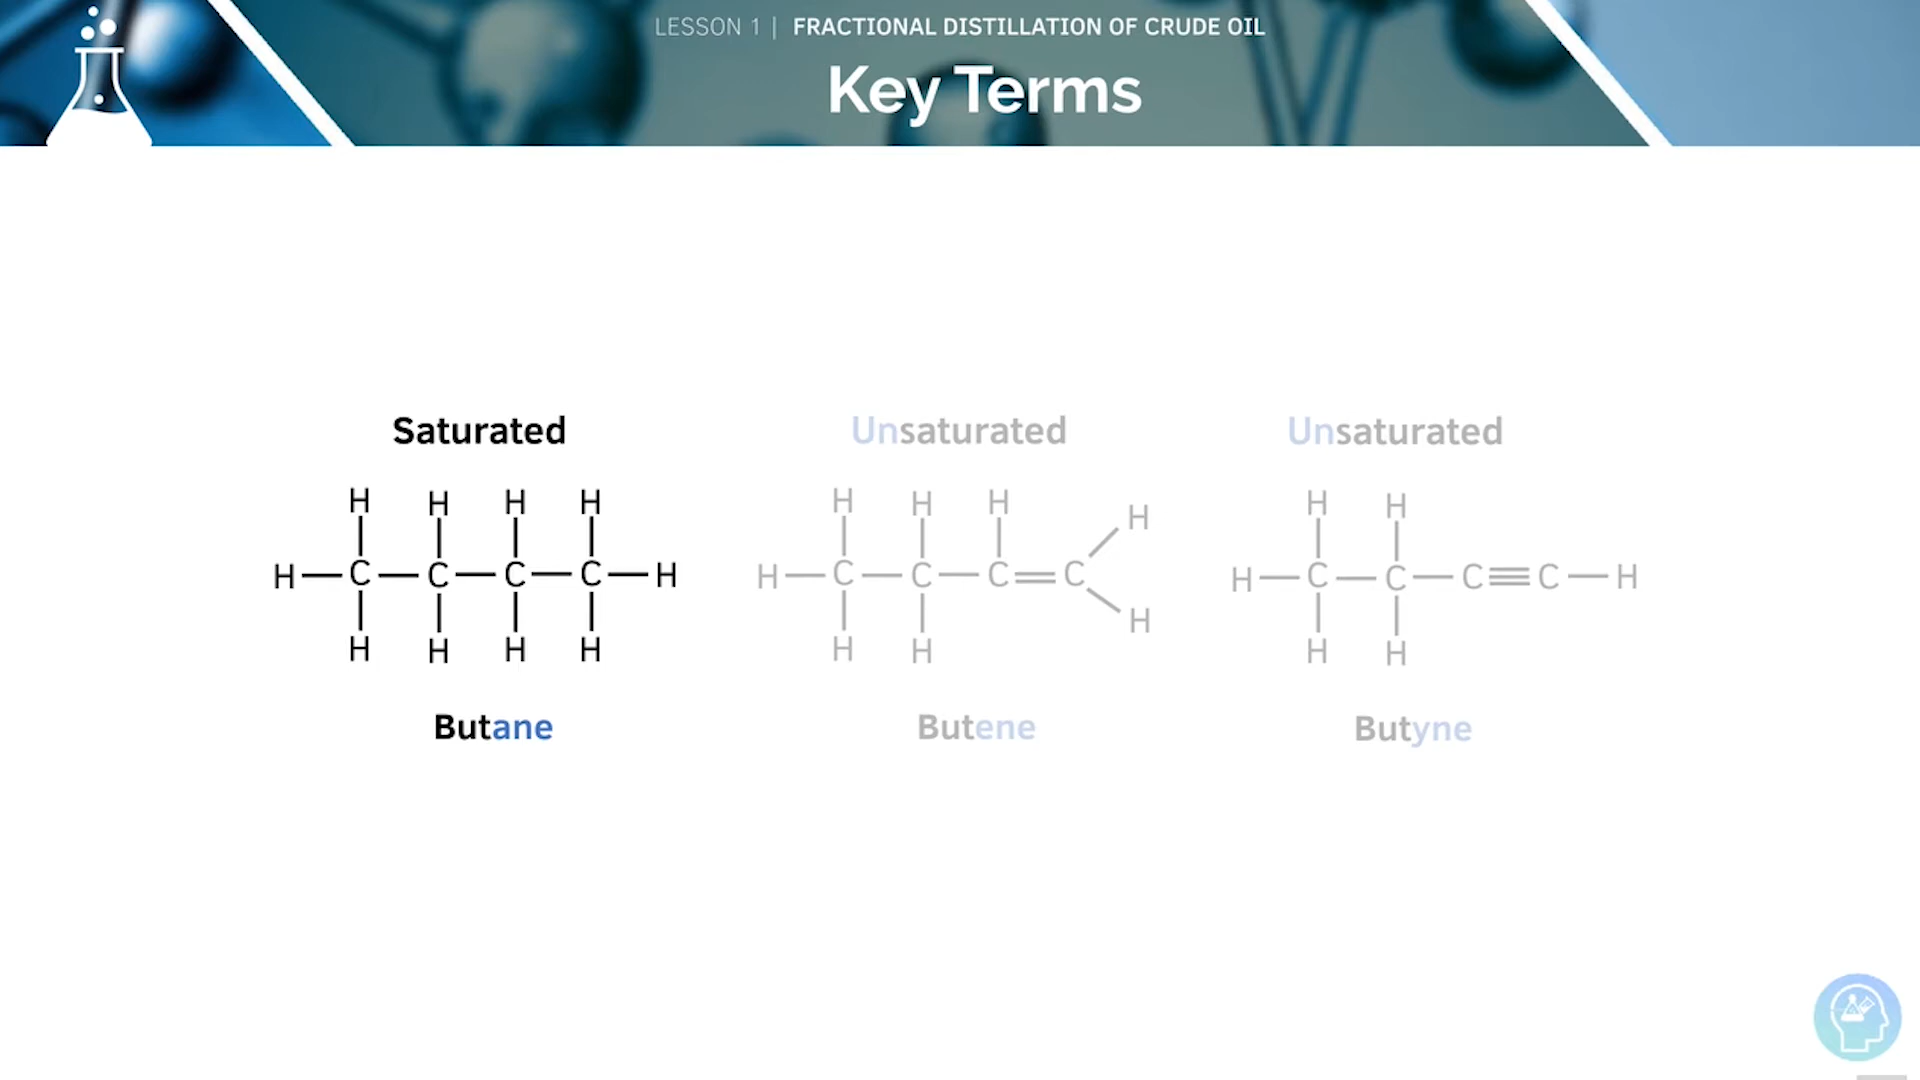 LESSON 1 | FRACTIONAL DISTILLATION OF CRUDE OIL
Key Terms
Saturated
H H H H
H—C—C—C—C—H
H H H H
Butane
Unsaturated
H H H H
H—C—C—C=C
H H H
Butene
Unsaturated
H H
H—C—C—C≡C—H
H H
Butyne